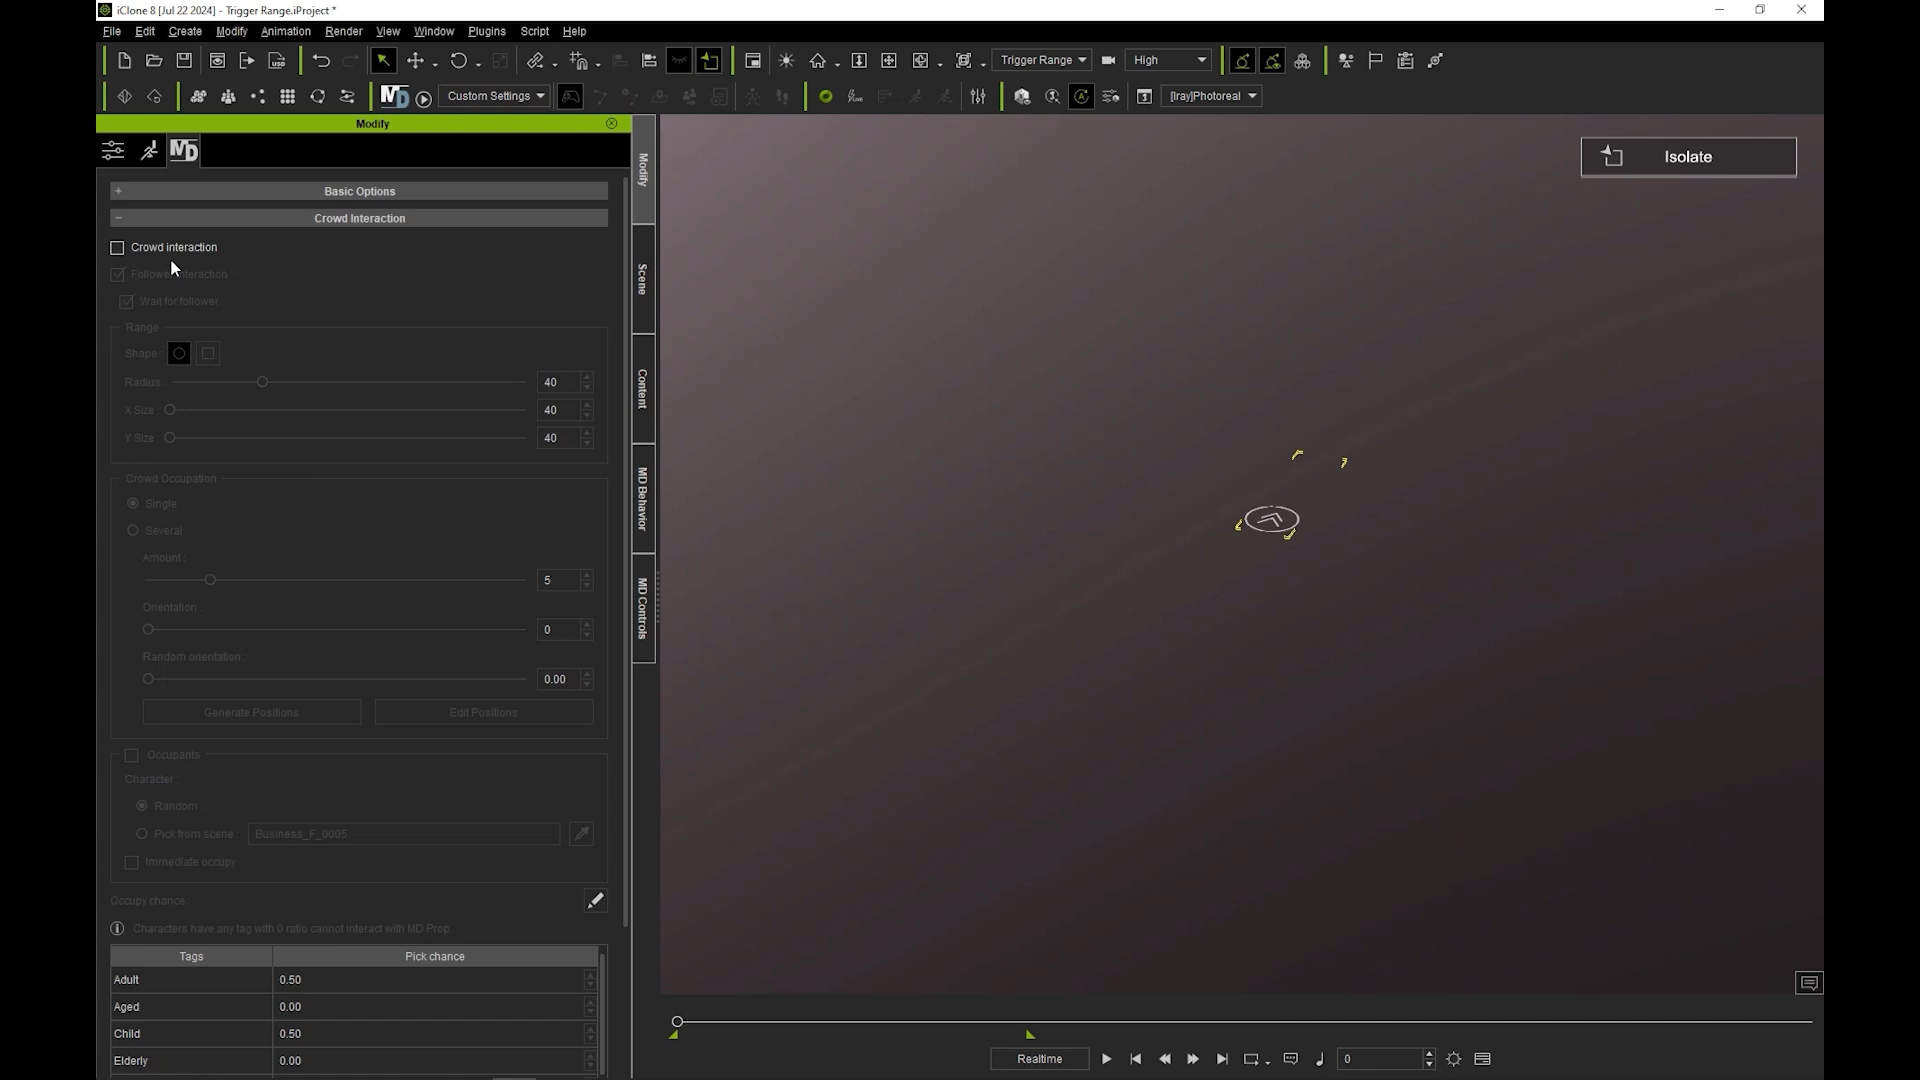 iClone 8 [Jul 22 2024] - Trigger Range.iProject *
File Edit Create Modify Animation Render View Window Plugins Script Help
Trigger Range High
MD Custom Settings LIVE [Iray]Photoreal
Modify
MD
Basic Options
Crowd Interaction
Crowd interaction
Follower interaction
Wait for follower
Range
Shape:
Radius 40
X Size 40
Y Size 40
Crowd Occupation
Single
Several
Amount :
5
Orientation :
0
Random orientation :
0.00
Generate Positions Edit Positions
Occupants
Character :
Random
Pick from scene: Business_F_0005
Immediate occupy
Occupy chance :
Characters have any tag with 0 ratio cannot interact with MD Prop.
Tags Pick chance
Adult 0.50
Aged 0.00
Child 0.50
Elderly 0.00
Modify
Scene
Content
MD Behavior
MD Controls
Isolate
Realtime 0